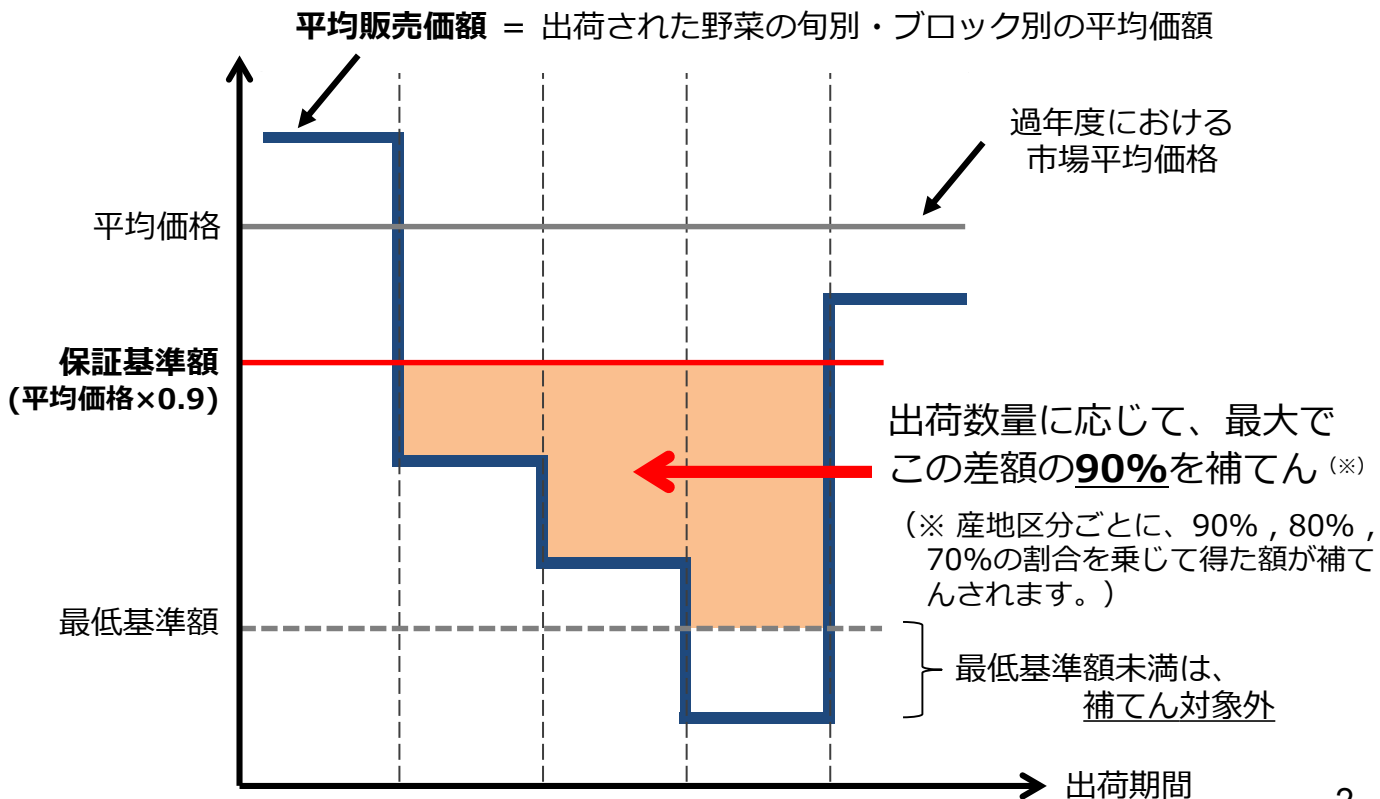 平均販売価額 = 出荷された野菜の旬別・ブロック別の平均価額
過年度における
市場平均価格
平均価格
保証基準額
(平均価格×0.9)
出荷数量に応じて、最大で
この差額の90%を補てん（※）
（※ 産地区分ごとに、90% , 80% ,
70%の割合を乗じて得た額が補て
んされます。）
最低基準額
最低基準額未満は、
補てん対象外
出荷期間